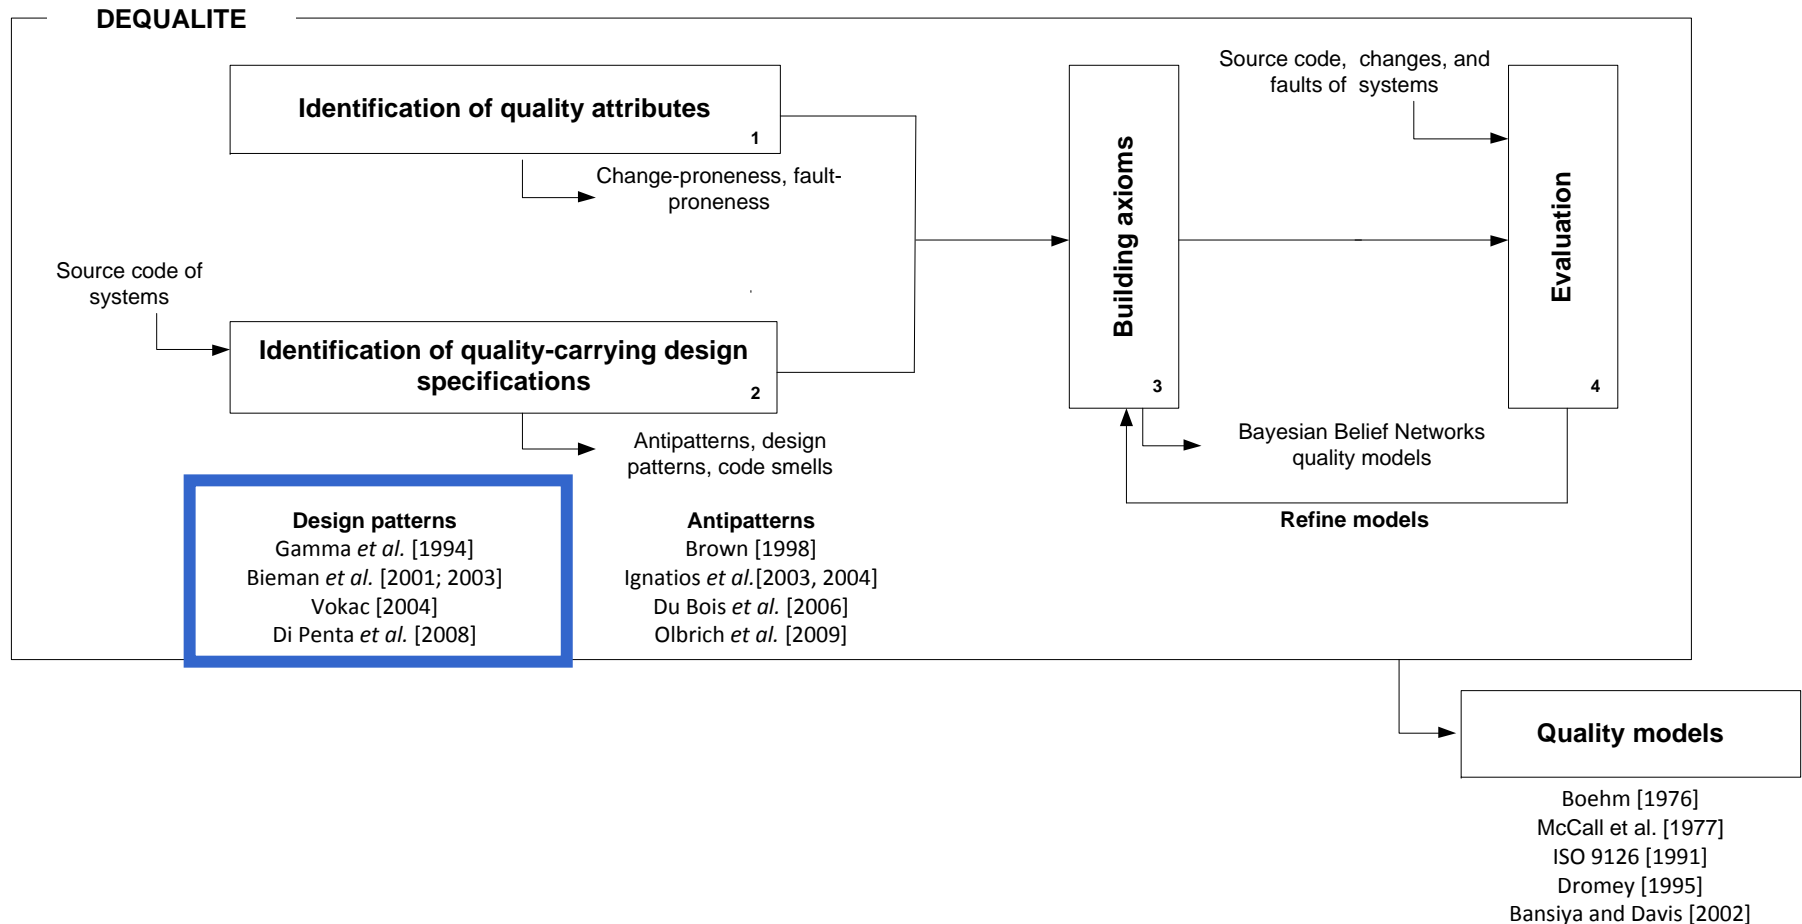 DEQUALITE
Identification of quality attributes
1
Change-proneness, fault-
proneness
Source code of
systems
Identification of quality-carrying design
specifications
2
Antipatterns, design
patterns, code smells
Design patterns
Gamma et al. [1994]
Bieman et al. [2001; 2003]
Vokac [2004]
Di Penta et al. [2008]
Antipatterns
Brown [1998]
Ignatios et al.[2003, 2004]
Du Bois et al. [2006]
Olbrich et al. [2009]
Building axioms
3
Source code, changes, and
faults of systems
Evaluation
4
Bayesian Belief Networks
quality models
Refine models
Quality models
Boehm [1976]
McCall et al. [1977]
ISO 9126 [1991]
Dromey [1995]
Bansiya and Davis [2002]